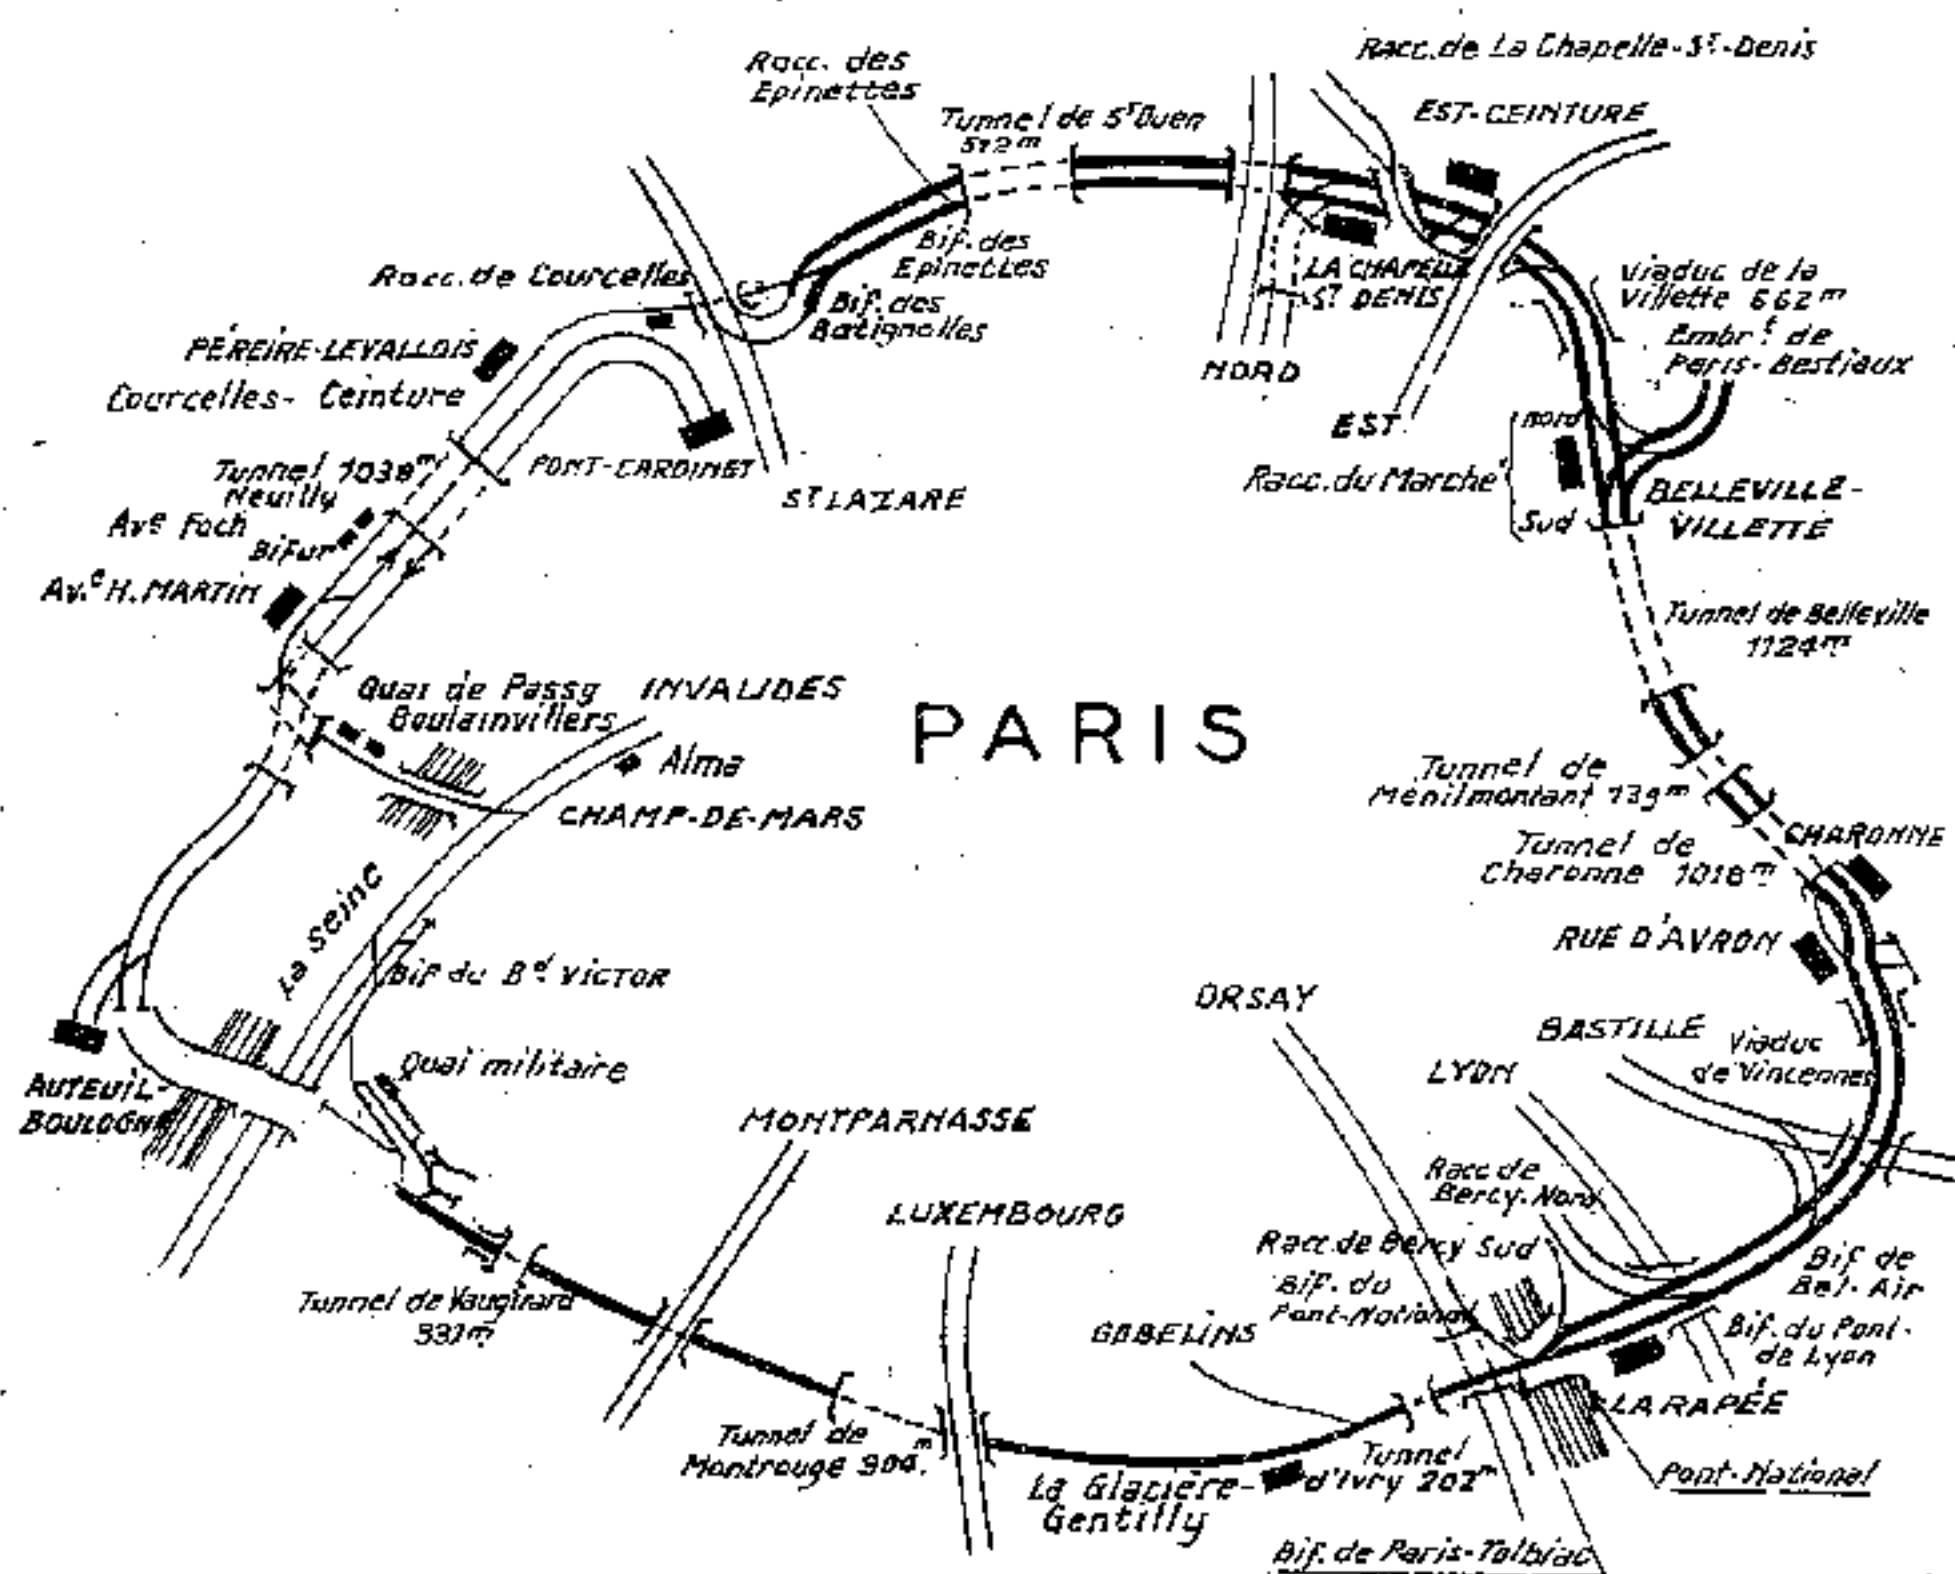 Racc. de La Chapelle-St-Denis
Racc. des
Epinettes
EST-CEINTURE
Tunnel de St Ouen
512m
Bif. des
Epinettes
Racc. de Courcelles
Bif. des
Batignolles
LA CHAPELLE
St DENIS
Viaduc de la
Villette 662m
Embrt de
Paris-Bestiaux
PÉREIRE-LEVALLOIS
Courcelles- Ceinture
NORD
EST
Nord
Racc. du Marché
Sud
BELLEVILLE-
VILLETTE
PONT-CARDINET
St LAZARE
Tunnel 1038m
Neuilly
Ave Foch
Bifur
Av.e H. MARTIN
Tunnel de Belleville
1124m
Quai de Passy
Boulainvillers
INVALIDES
PARIS
Alma
CHAMP-DE-MARS
Tunnel de
Ménilmontant 139m
CHARONNE
Tunnel de
Charonne 1018m
La Seine
RUE D'AVRON
Bif du Bd VICTOR
ORSAY
BASTILLE
Viaduc
de Vincennes
Quai militaire
LYON
AUTEUIL-
BOULOGNE
MONTPARNASSE
Racc de
Bercy-Nord
LUXEMBOURG
Racc. de Bercy Sud
Bif. du
Pont-National
Bif de
Bel-Air
Tunnel de Vaugirard
GOBELINS
Bif. du Pont-
de Lyon
LA RAPÉE
Tunnel de
Montrouge 904m
La Glacière-
Gentilly
Tunnel
d'Ivry 202m
Pont-National
Bif. de Paris-Tolbiac